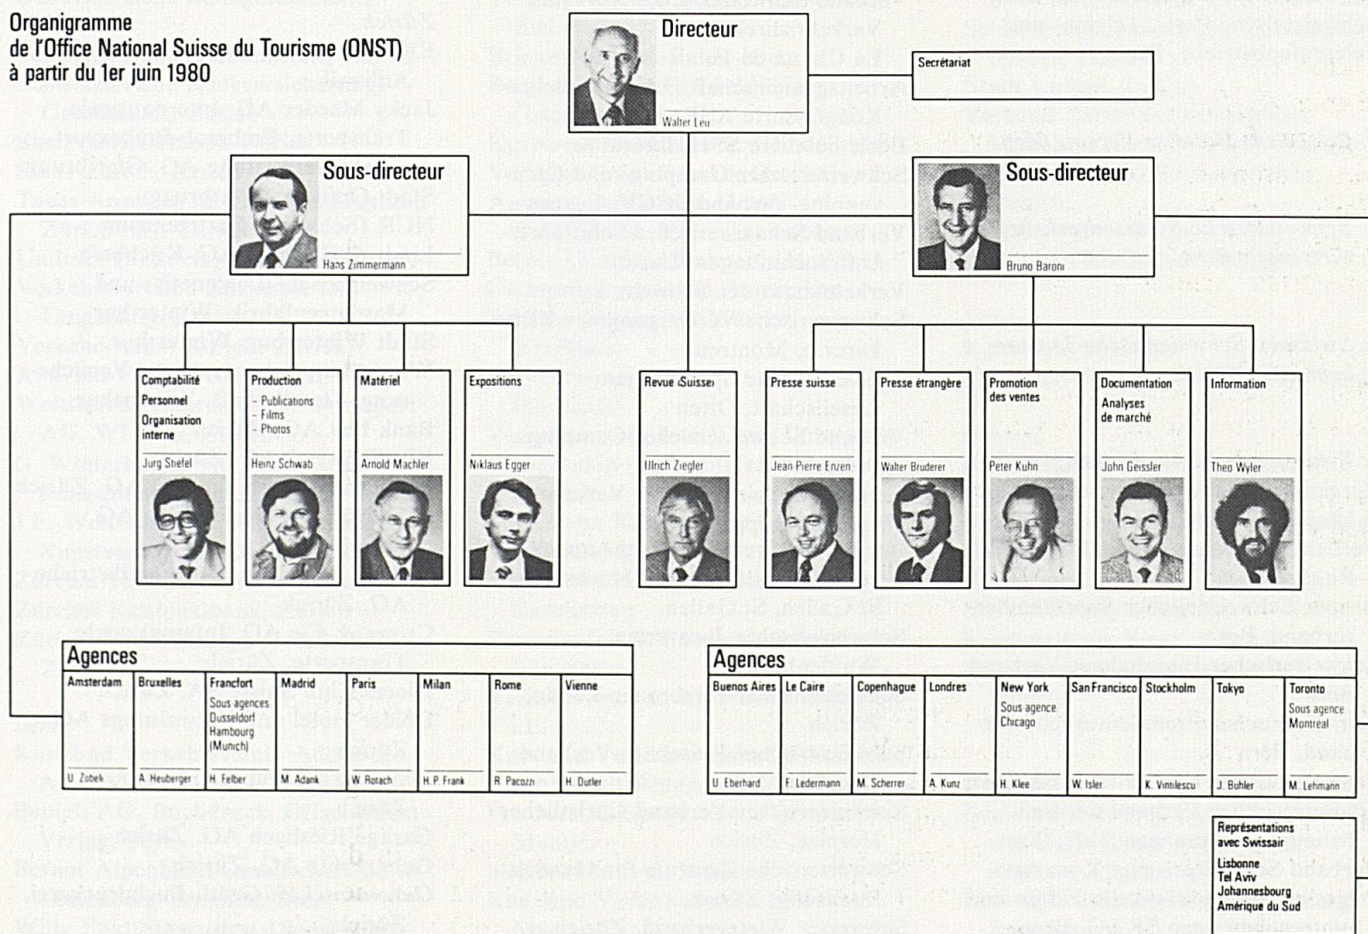 Organigramme
de l'Office National Suisse du Tourisme (ONST)
à partir du 1er juin 1980
Directeur
Walter Leu
Secrétariat
Sous-directeur
Hans Zimmermann
Sous-directeur
Bruno Baroni
Comptabilité
Personnel
Organisation
interne
Jürg Stiefel
Production
- Publications
- Films
- Photos
Heinz Schwab
Matériel
Arnold Mächler
Expositions
Niklaus Egger
Revue ‹Suisse›
Ulrich Ziegler
Presse suisse
Jean-Pierre Enzen
Presse étrangère
Walter Bruderer
Promotion
des ventes
Peter Kuhn
Documentation
Analyses
de marché
John Geissler
Information
Theo Wyler
Agences
Amsterdam
U. Zobek
Bruxelles
A. Heuberger
Francfort
Sous agences
Dusseldorf
Hambourg
(Munich)
H. Felber
Madrid
M. Adank
Paris
W. Rotach
Milan
H. P. Frank
Rome
R. Pacozzi
Vienne
H. Dutler
Agences
Buenos Aires
U. Eberhard
Le Caire
E. Ledermann
Copenhague
M. Scherrer
Londres
A. Kunz
New York
Sous agence
Chicago
H. Klee
San Francisco
W. Isler
Stockholm
K. Vinnilescu
Tokyo
J. Buhler
Toronto
Sous agence
Montréal
M. Lehmann
Représentations
avec Swissair
Lisbonne
Tel Aviv
Johannesbourg
Amérique du Sud